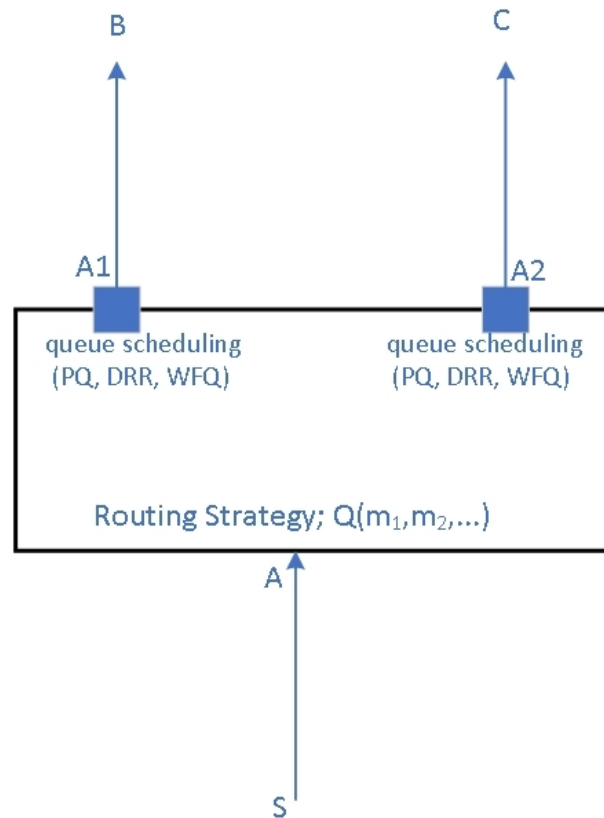 B
C
A1
A2
queue scheduling
(PQ, DRR, WFQ)
queue scheduling
(PQ, DRR, WFQ)
Routing Strategy; Q(m₁,m₂,...)
A
S